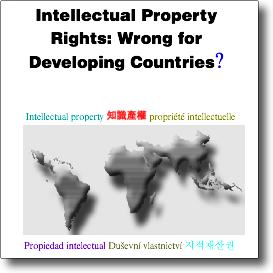 Intellectual Property
Rights: Wrong for
Developing Countries?
Intellectual property 知識產權 propriété intellectuelle
Propiedad intelectual Duševní vlastnictví 지적재산권